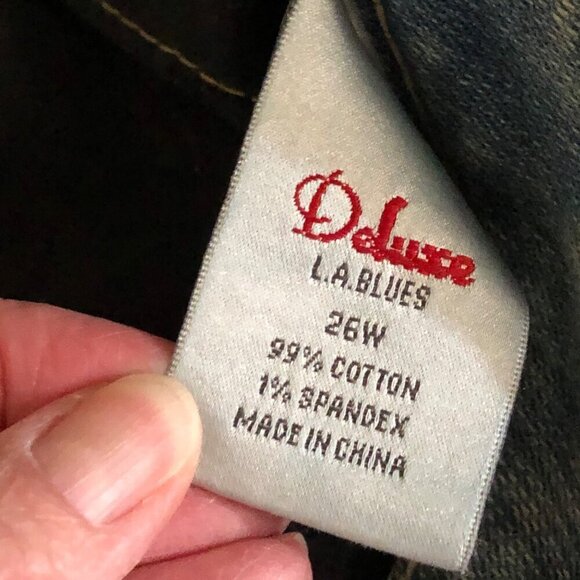 Deluxe
L.A.BLUES
26W
99% COTTON
1% SPANDEX
MADE IN CHINA